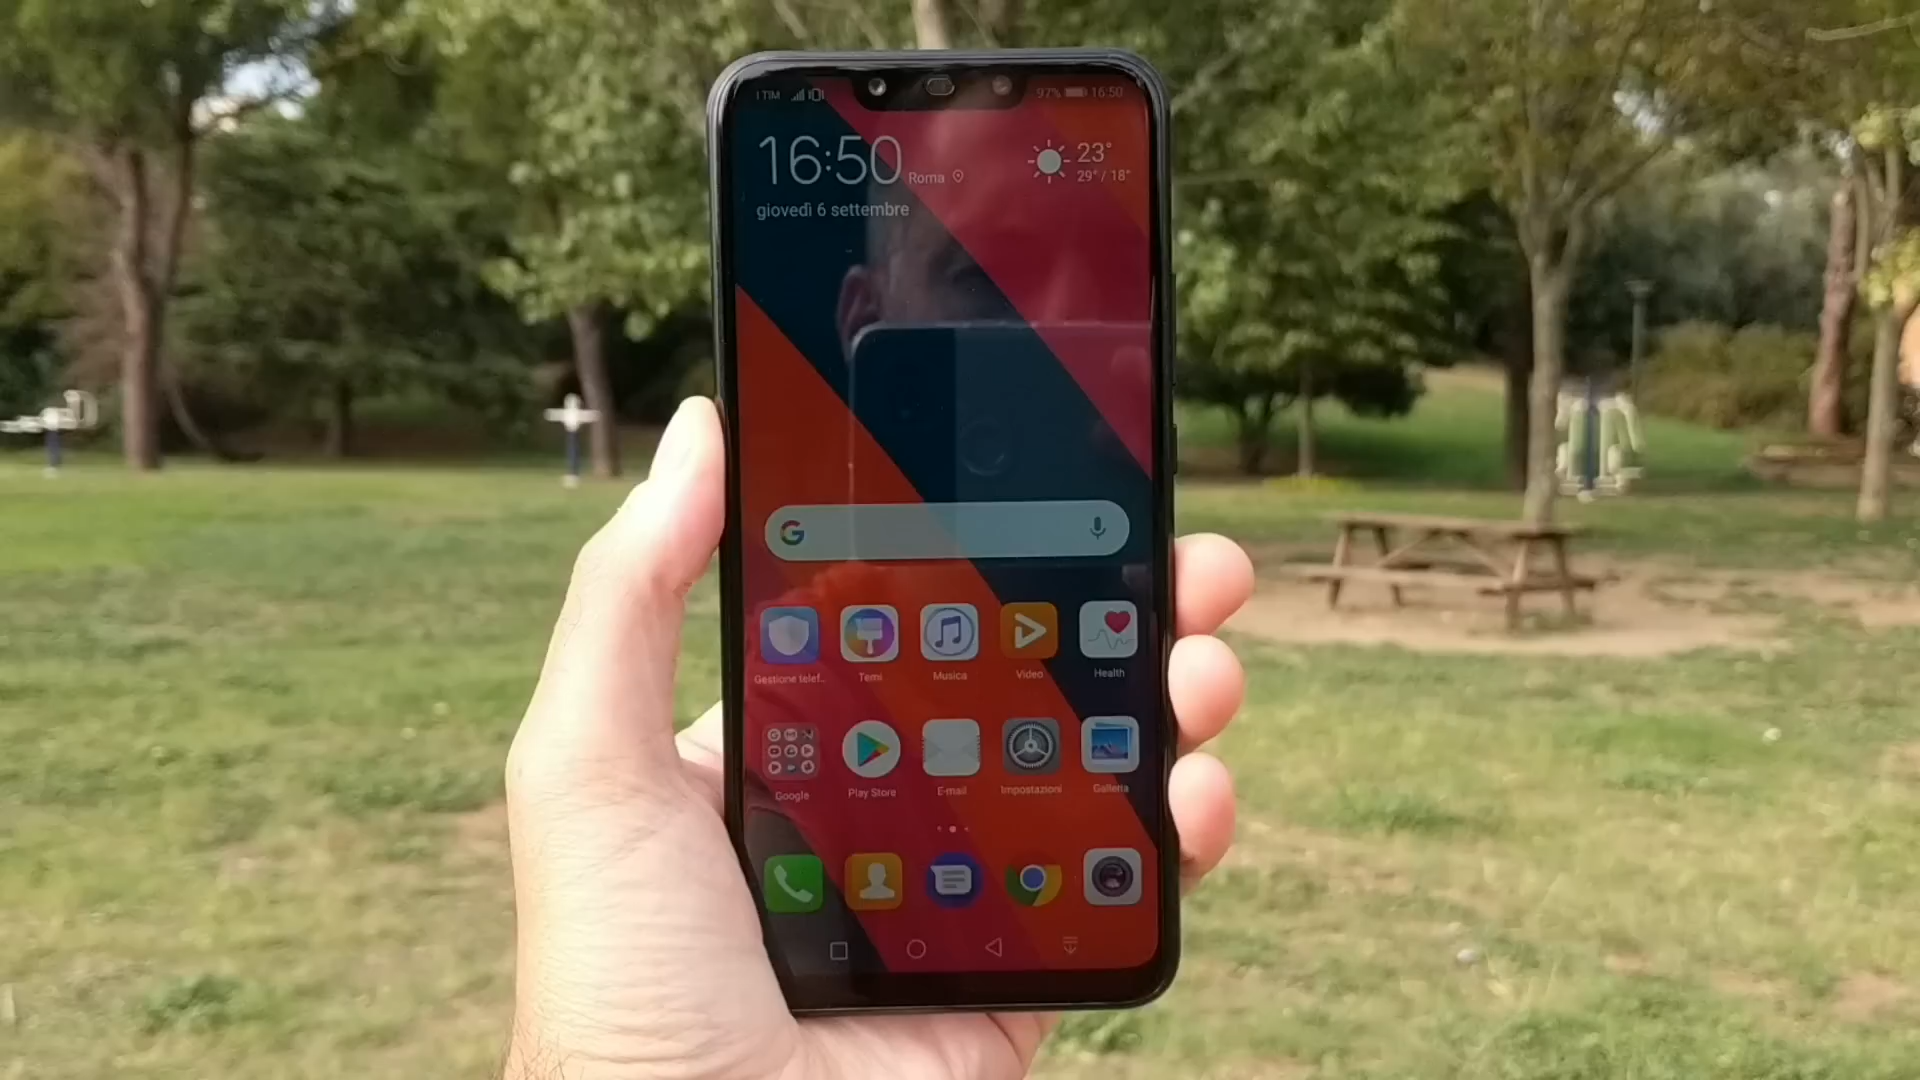 TIM
97% 16:50
16:50 Roma
23°
29° / 18°
giovedì 6 settembre
G
Gestione telef..
Temi
Musica
Video
Health
Google
Play Store
E-mail
Impostazioni
Galleria